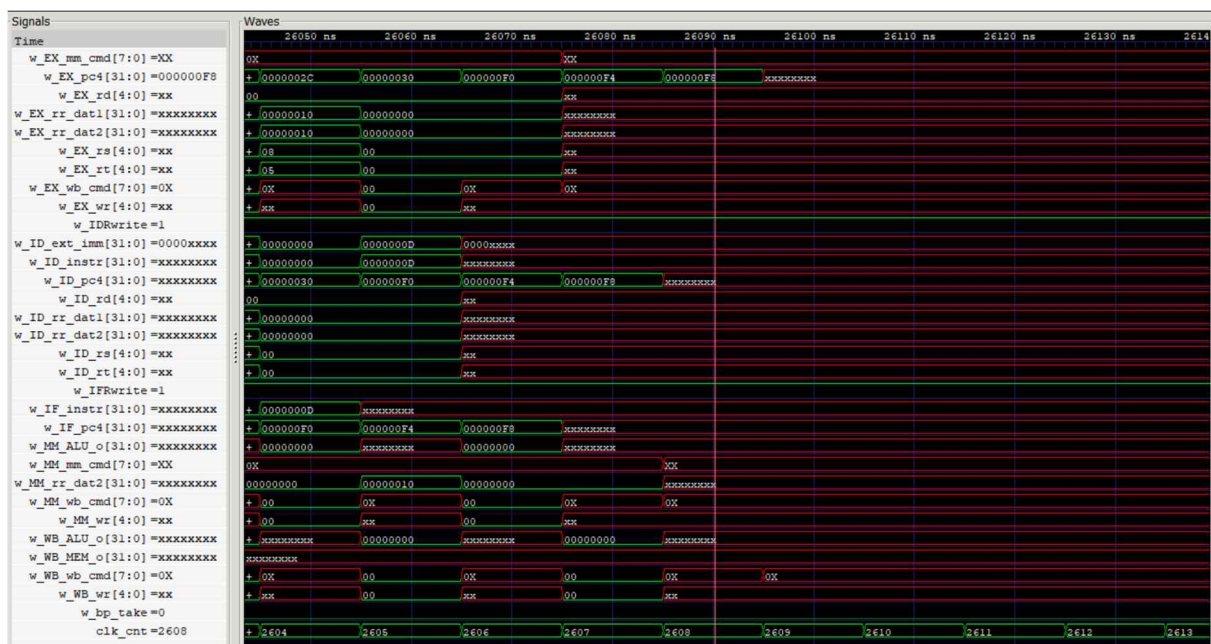 Signals Waves
Time 26050 ns 26060 ns 26070 ns 26080 ns 26090 ns 26100 ns 26110 ns 26120 ns 26130 ns 2614
w_EX_mm_cmd[7:0]=XX 0X XX
w_EX_pc4[31:0]=000000F8 + 0000002C 00000030 000000F0 000000F4 000000F8 xxxxxxxx
w_EX_rd[4:0]=xx 00 xx
w_EX_rr_dat1[31:0]=xxxxxxxx + 00000010 00000000 xxxxxxxx
w_EX_rr_dat2[31:0]=xxxxxxxx + 00000010 00000000 xxxxxxxx
w_EX_rs[4:0]=xx + 08 00 xx
w_EX_rt[4:0]=xx + 05 00 xx
w_EX_wb_cmd[7:0]=0X + 0X 00 0X 0X
w_EX_wr[4:0]=xx + xx 00 xx
w_IDRwrite=1
w_ID_ext_imm[31:0]=0000xxxx + 00000000 0000000D 0000xxxx
w_ID_instr[31:0]=xxxxxxxx + 00000000 0000000D xxxxxxxx
w_ID_pc4[31:0]=xxxxxxxx + 00000030 000000F0 000000F4 000000F8 xxxxxxxx
w_ID_rd[4:0]=xx 00 xx
w_ID_rr_dat1[31:0]=xxxxxxxx + 00000000 xxxxxxxx
w_ID_rr_dat2[31:0]=xxxxxxxx + 00000000 xxxxxxxx
w_ID_rs[4:0]=xx + 00 xx
w_ID_rt[4:0]=xx + 00 xx
w_IFRwrite=1
w_IF_instr[31:0]=xxxxxxxx + 0000000D xxxxxxxx
w_IF_pc4[31:0]=xxxxxxxx + 000000F0 000000F4 000000F8 xxxxxxxx
w_MM_ALU_o[31:0]=xxxxxxxx + 00000000 xxxxxxxx 00000000 xxxxxxxx
w_MM_mm_cmd[7:0]=XX 0X XX
w_MM_rr_dat2[31:0]=xxxxxxxx 00000000 00000010 00000000 xxxxxxxx
w_MM_wb_cmd[7:0]=0X + 00 0X 00 0X 0X
w_MM_wr[4:0]=xx + 00 xx 00 xx
w_WB_ALU_o[31:0]=xxxxxxxx + xxxxxxxx 00000000 xxxxxxxx 00000000 xxxxxxxx
w_WB_MEM_o[31:0]=xxxxxxxx xxxxxxxx
w_WB_wb_cmd[7:0]=0X + 0X 00 0X 00 0X 0X
w_WB_wr[4:0]=xx + xx 00 xx 00 xx
w_bp_take=0
clk_cnt=2608 + 2604 2605 2606 2607 2608 2609 2610 2611 2612 2613